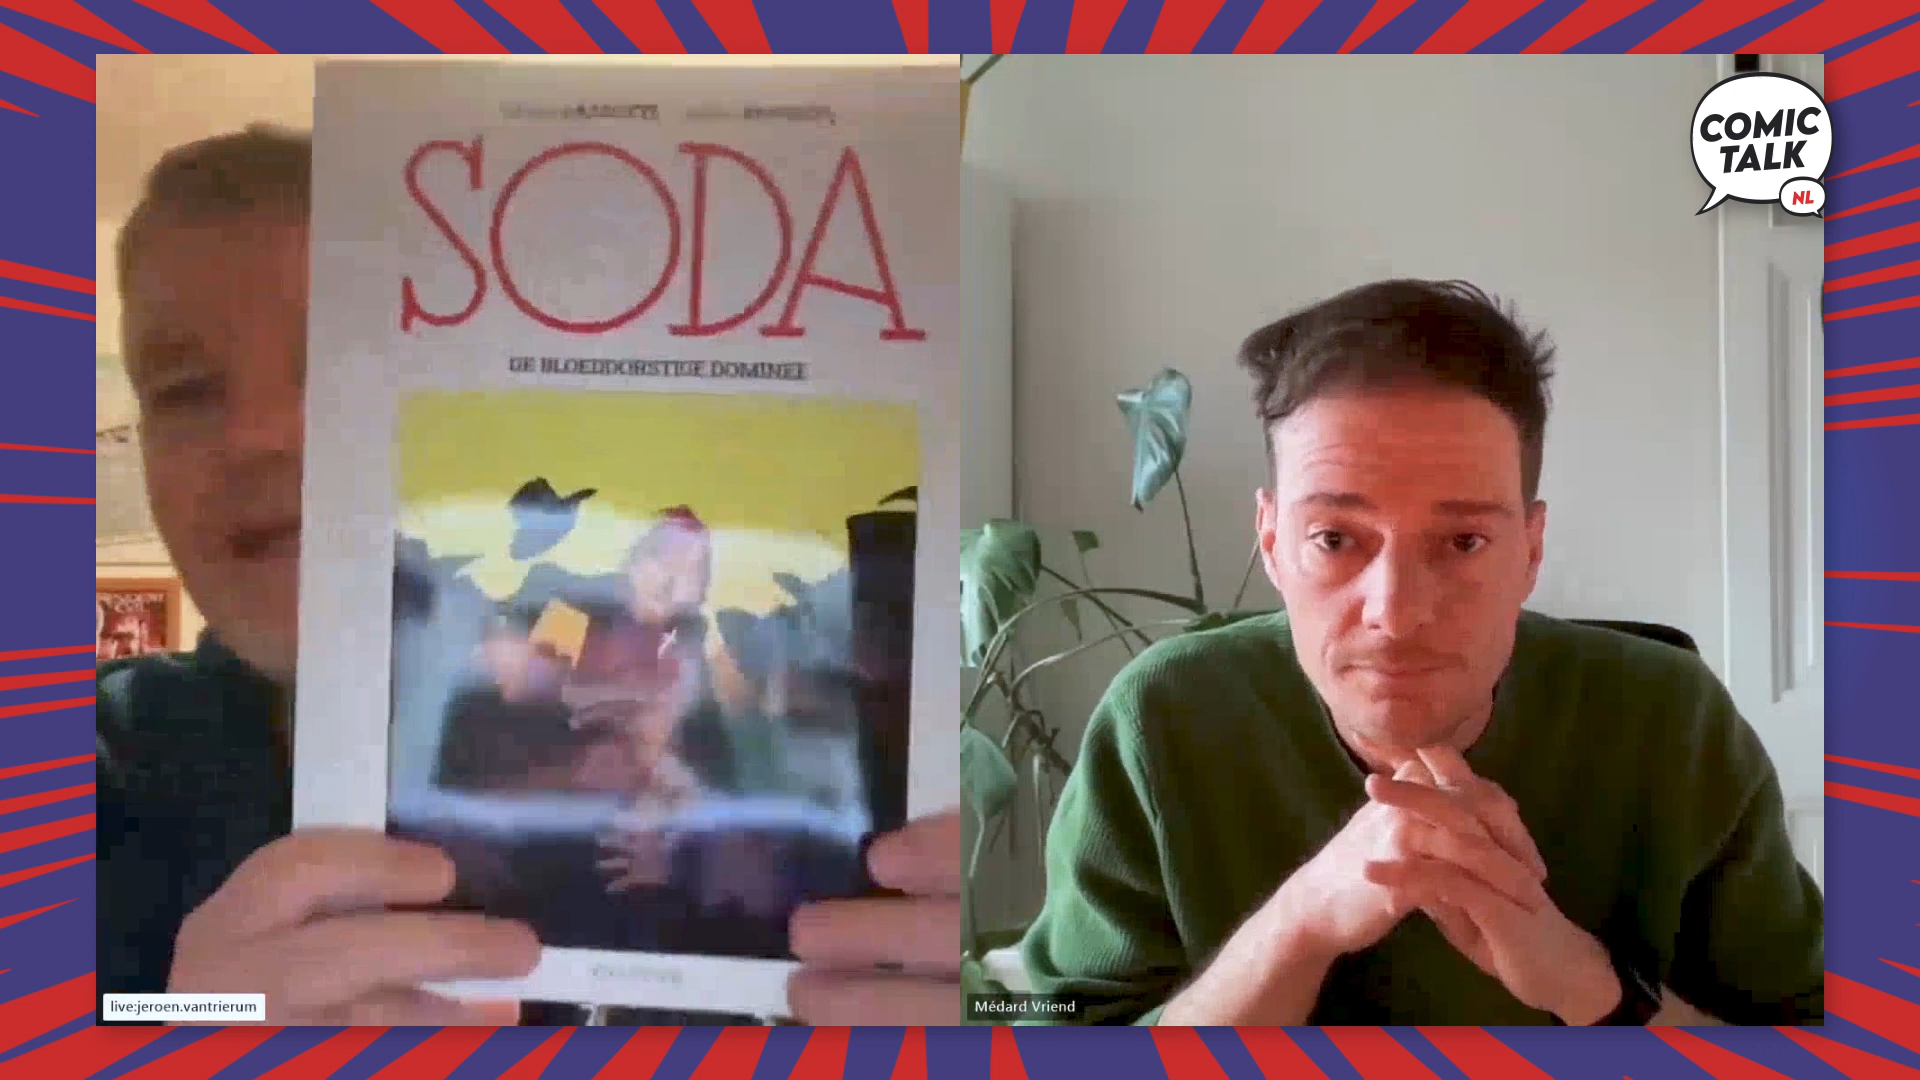 SODA
DE BLOEDDORSTIGE DOMINEE
COMIC
TALK
NL
live:jeroen.vantrierum
Médard Vriend